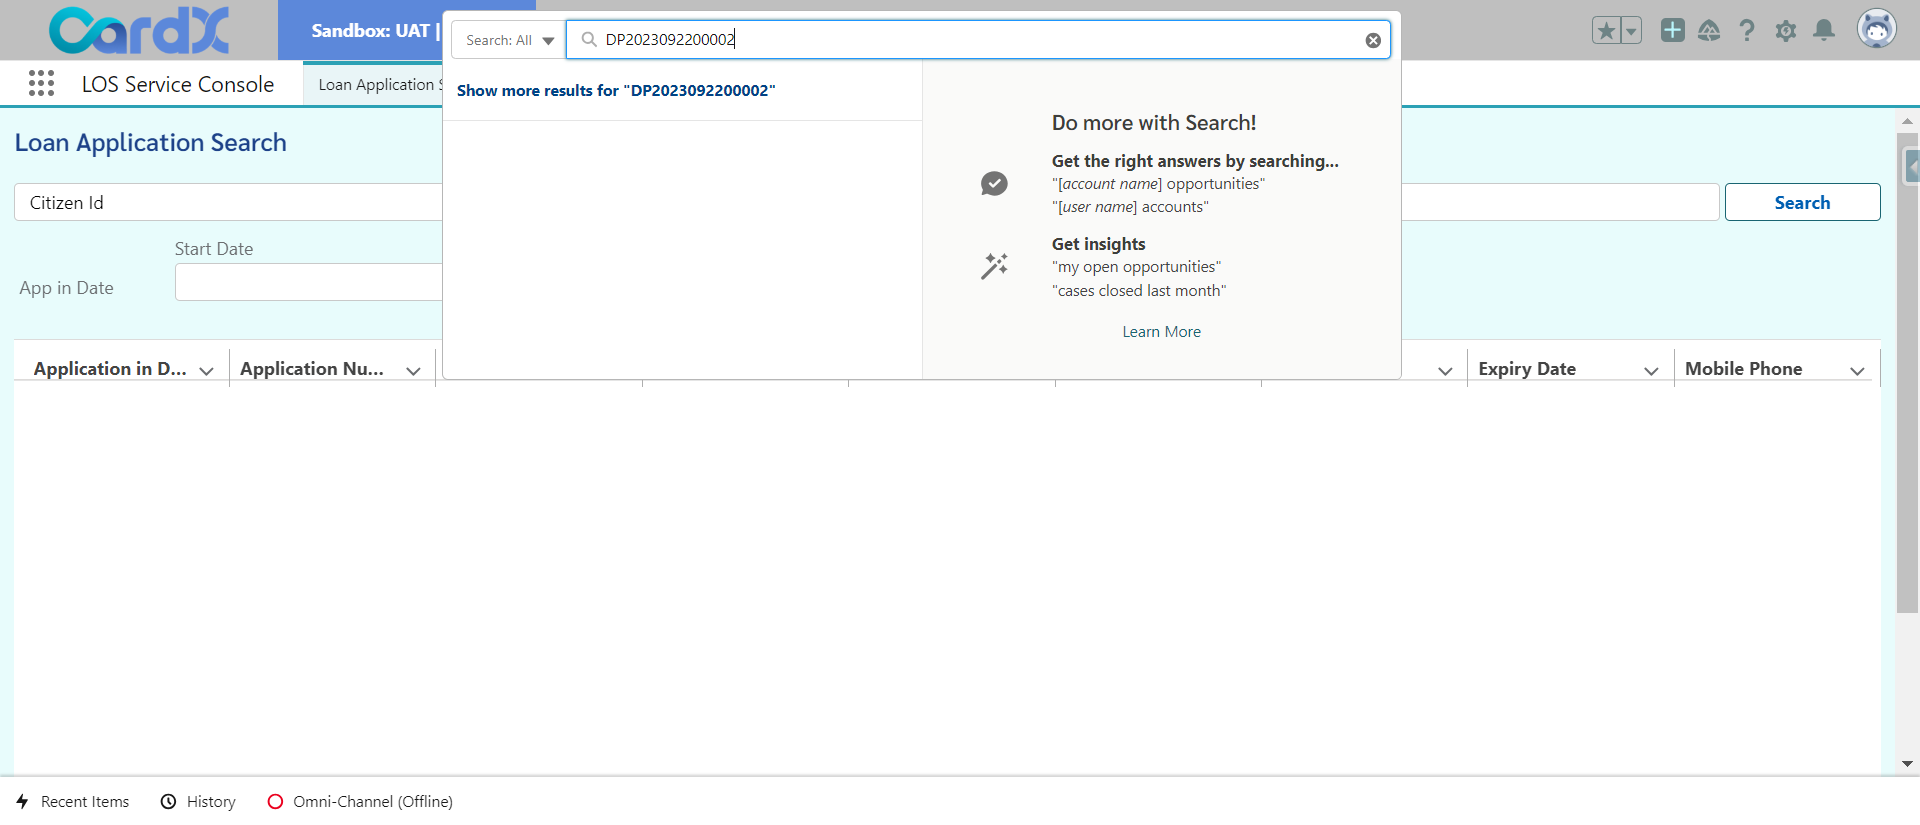 CardX
Sandbox: UAT |
Search: All
DP2023092200002
LOS Service Console
Loan Application S
Show more results for "DP2023092200002"
Do more with Search!
Get the right answers by searching...
"[account name] opportunities"
"[user name] accounts"
Get insights
"my open opportunities"
"cases closed last month"
Learn More
Loan Application Search
Citizen Id
Search
Start Date
App in Date
Application in D...
Application Nu...
Expiry Date
Mobile Phone
Recent Items
History
Omni-Channel (Offline)